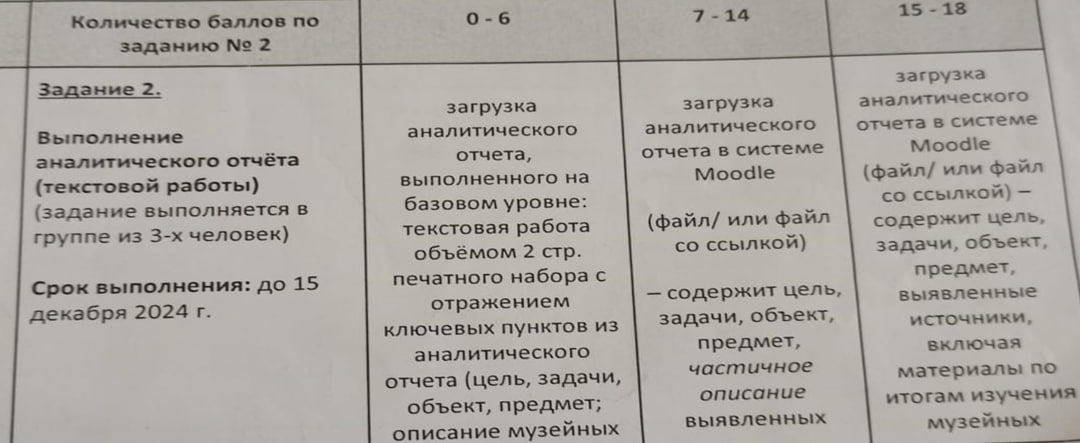 Количество баллов по
заданию № 2
0 - 6
7 - 14
15 - 18
Задание 2.
Выполнение
аналитического отчёта
(текстовой работы)
(задание выполняется в
группе из 3-х человек)
Срок выполнения: до 15
декабря 2024 г.
загрузка
аналитического
отчета,
выполненного на
базовом уровне:
текстовая работа
объёмом 2 стр.
печатного набора с
отражением
ключевых пунктов из
аналитического
отчета (цель, задачи,
объект, предмет;
описание музейных
загрузка
аналитического
отчета в системе
Moodle
(файл/ или файл
со ссылкой)
– содержит цель,
задачи, объект,
предмет,
частичное
описание
выявленных
загрузка
аналитического
отчета в системе
Moodle
(файл/ или файл
со ссылкой) –
содержит цель,
задачи, объект,
предмет,
выявленные
источники,
включая
материалы по
итогам изучения
музейных